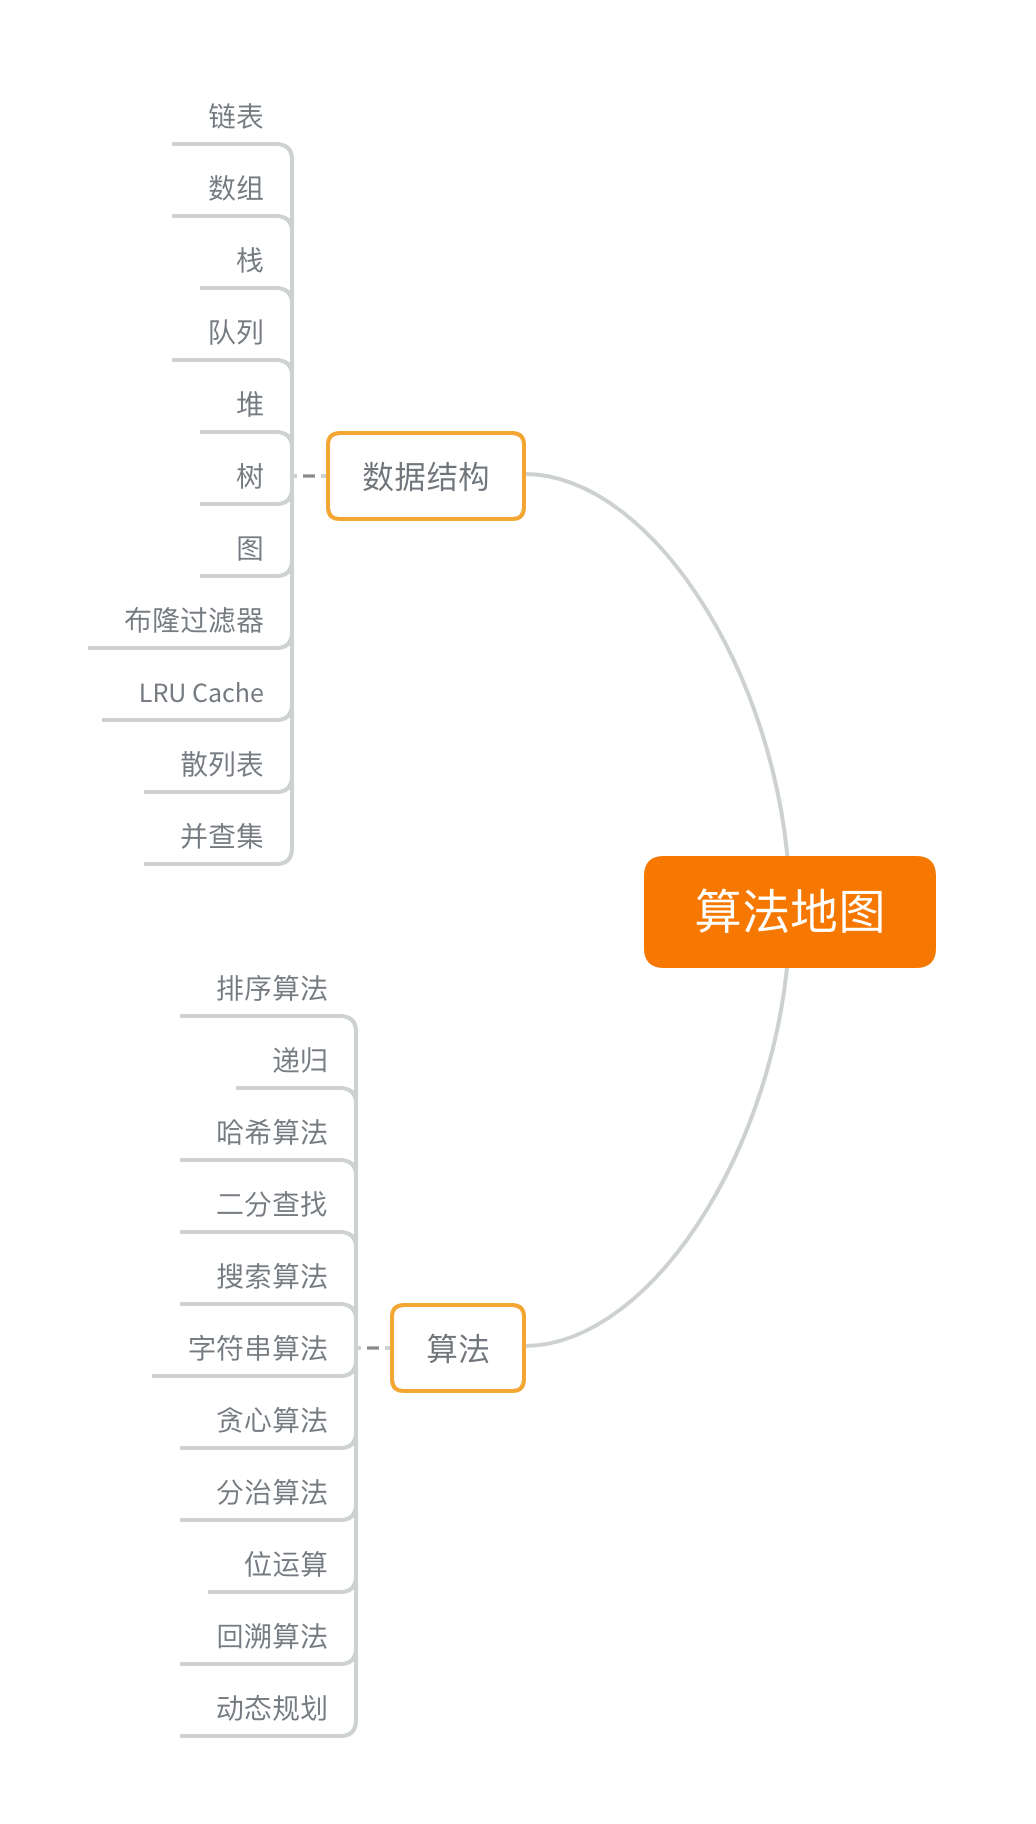 链表
数组
栈
队列
堆
树
图
布隆过滤器
LRU Cache
散列表
并查集
数据结构
算法地图
排序算法
递归
哈希算法
二分查找
搜索算法
字符串算法
贪心算法
分治算法
位运算
回溯算法
动态规划
算法